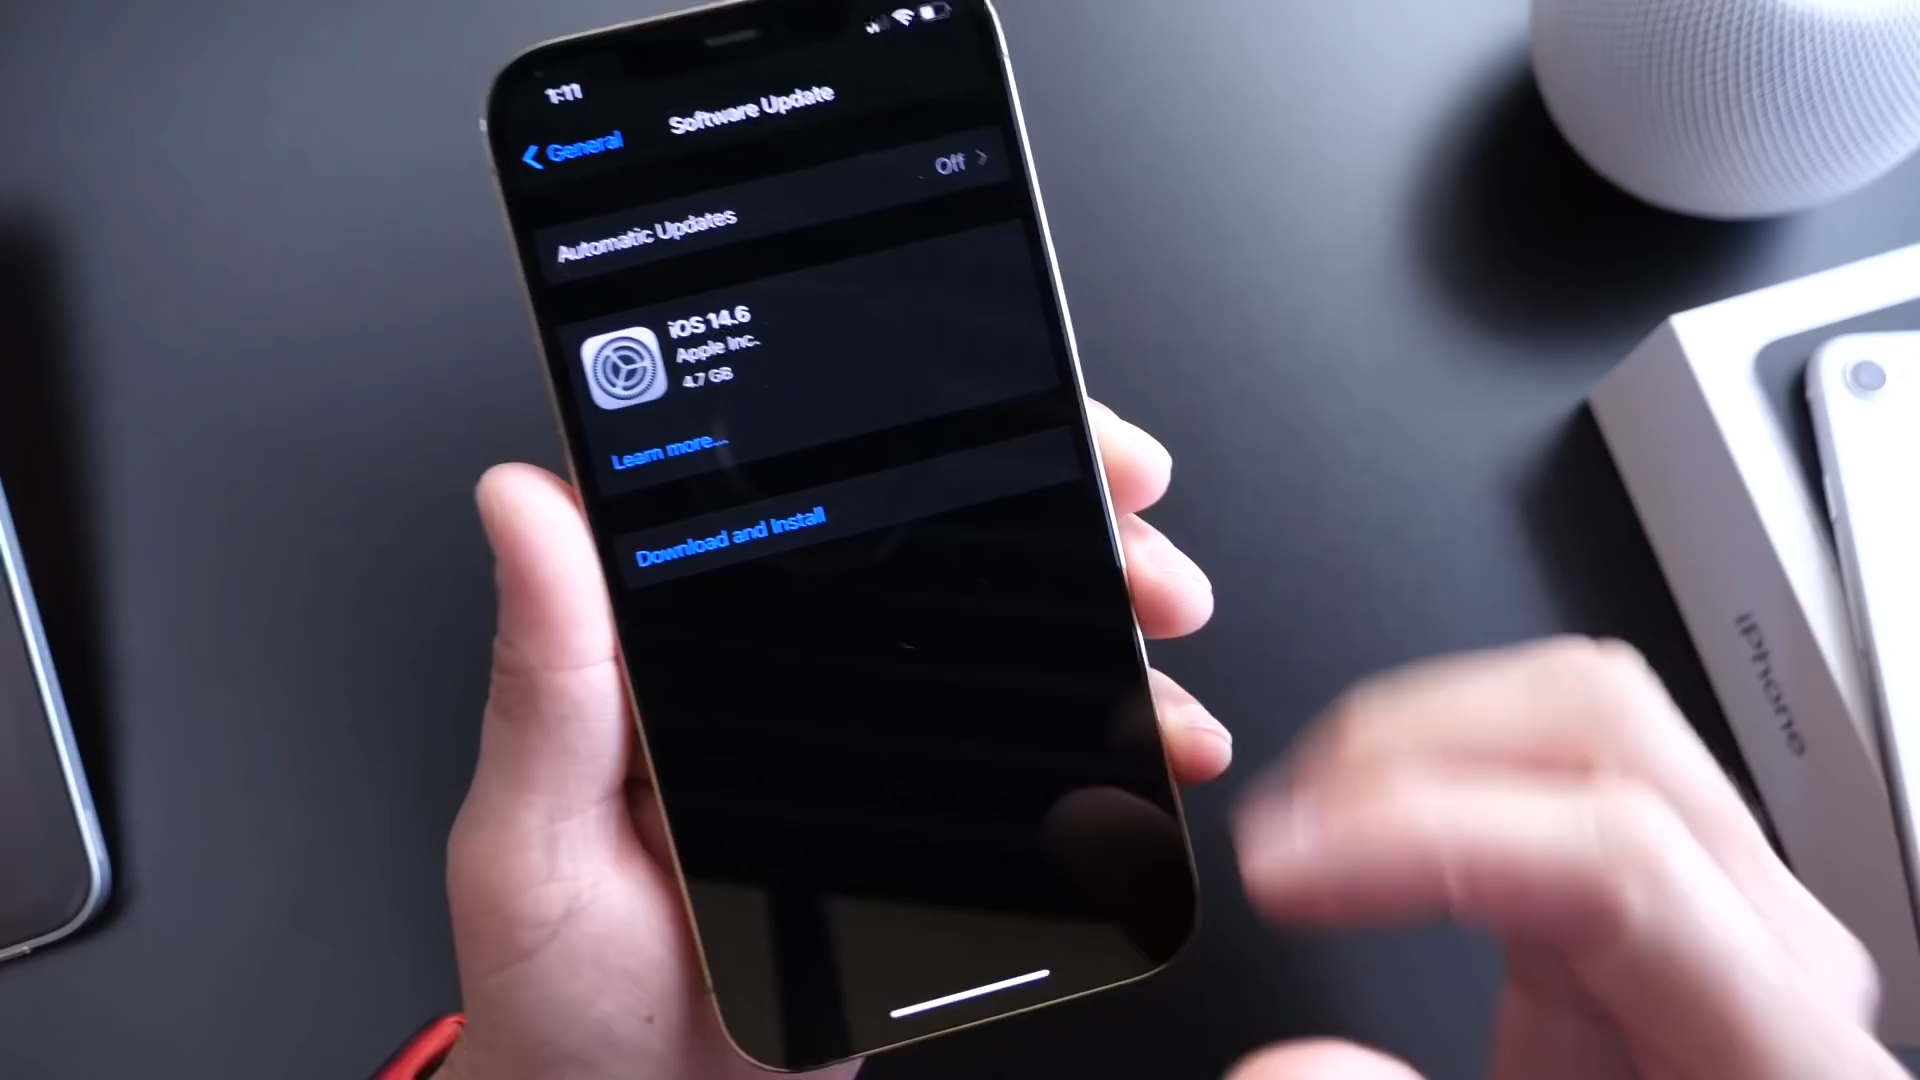 1:11
Software Update
General
Automatic Updates
Off
iOS 14.6
Apple Inc.
4.7 GB
Learn more...
Download and Install
iPhone